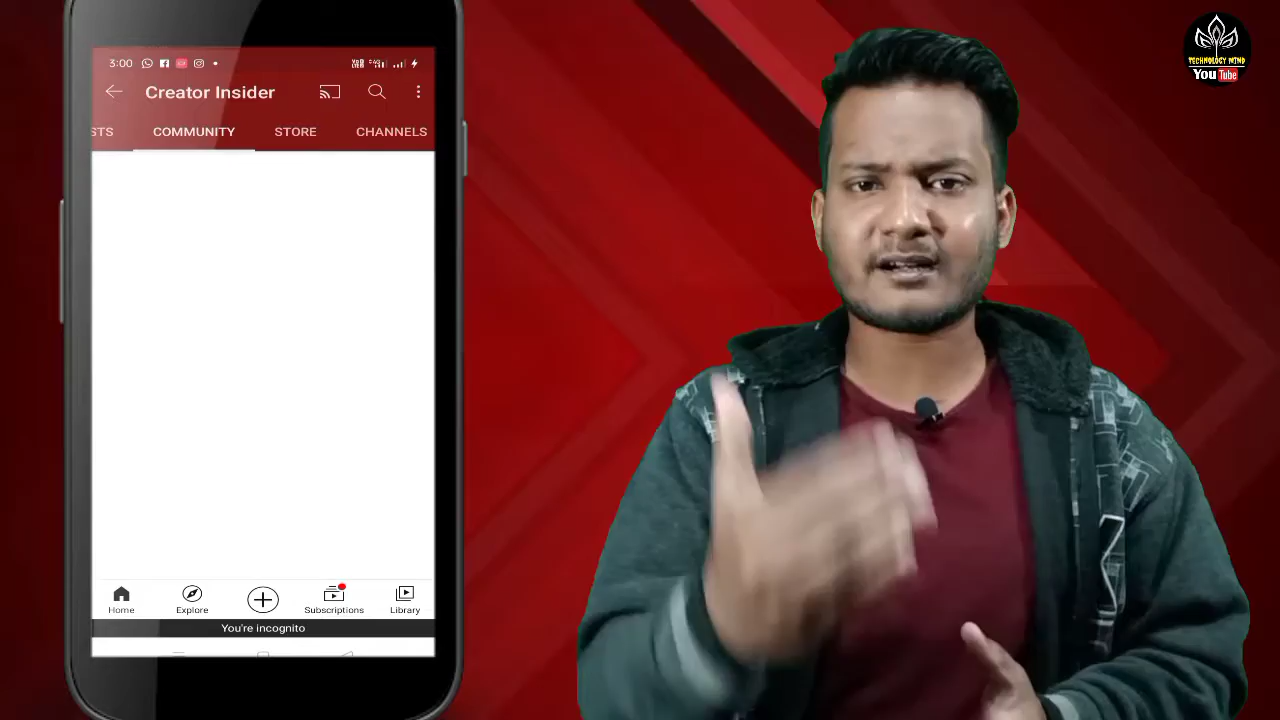 3:00
Creator Insider
STS COMMUNITY STORE CHANNELS
Home Explore Subscriptions Library
You're incognito
TECHNOLOGY MIND
YouTube